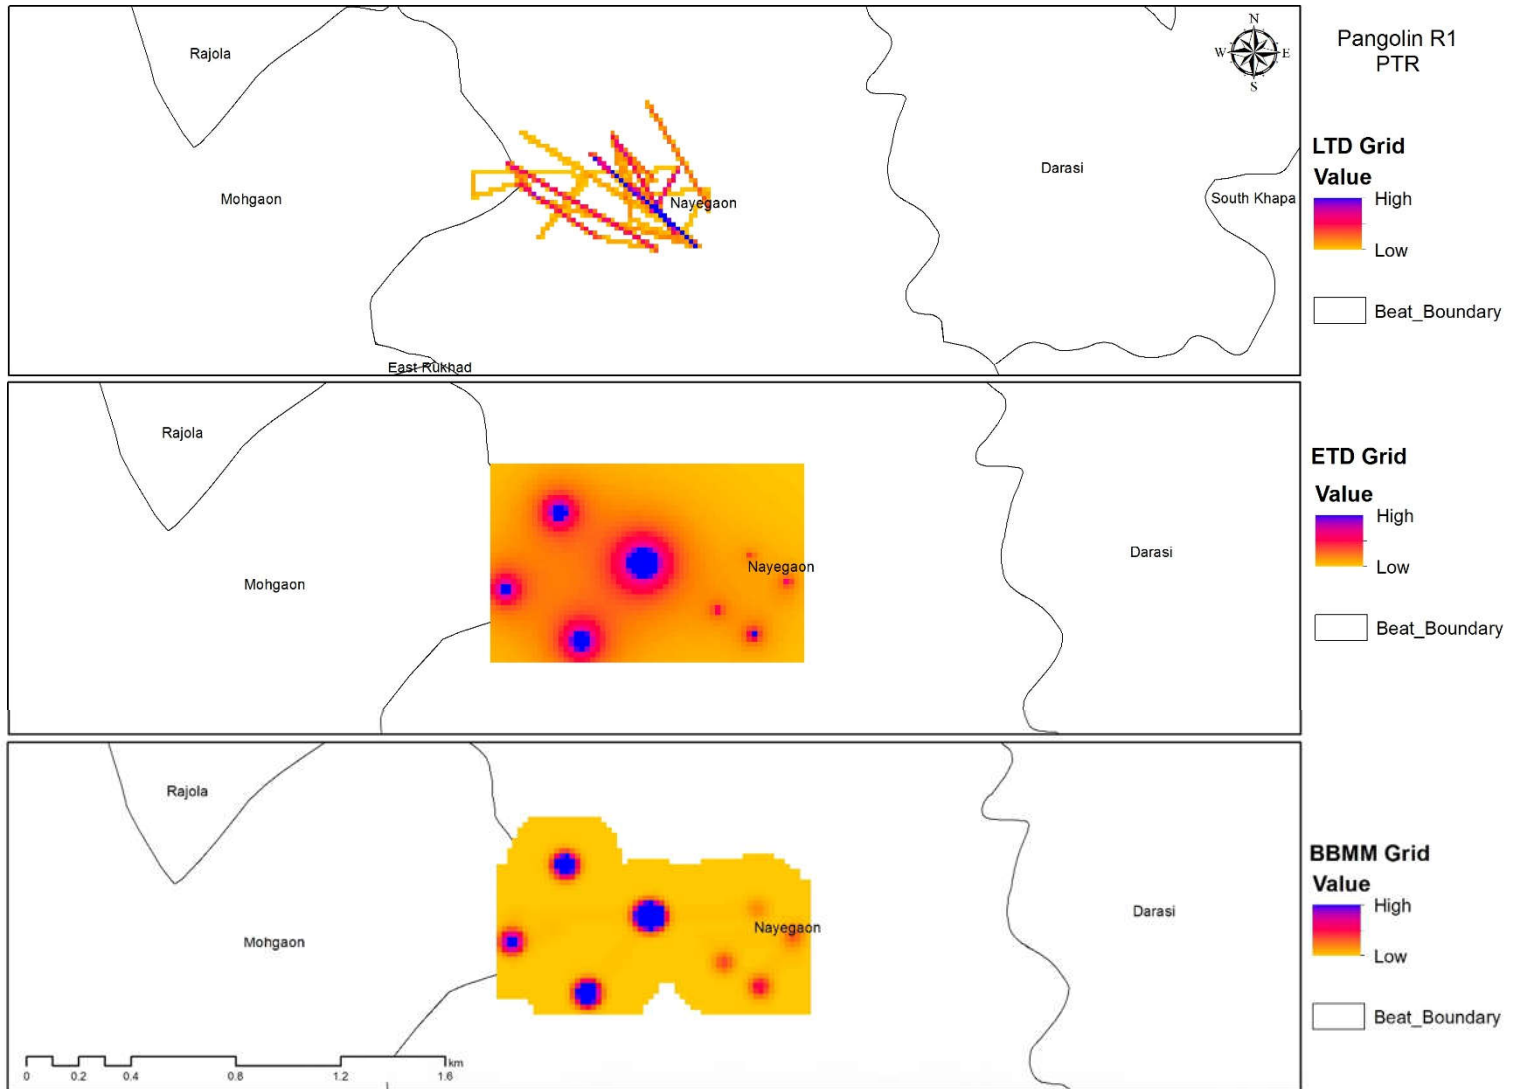 Pangolin R1
PTR
N
W
E
S
Rajola
Mohgaon
Nayegaon
Darasi
South Khapa
East Rukhad
LTD Grid
Value
High
Low
Beat_Boundary
Rajola
Mohgaon
Nayegaon
Darasi
ETD Grid
Value
High
Low
Beat_Boundary
Rajola
Mohgaon
Nayegaon
Darasi
BBMM Grid
Value
High
Low
Beat_Boundary
km
0 0.2 0.4 0.8 1.2 1.6